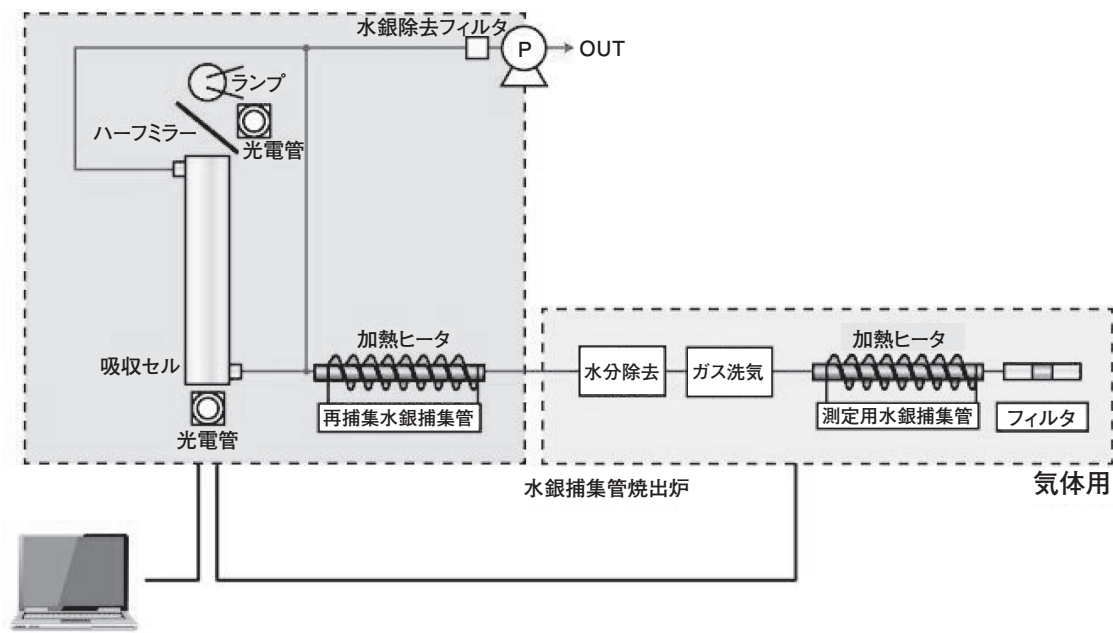 水銀除去フィルタ
P
OUT
ランプ
ハーフミラー
光電管
吸収セル
光電管
加熱ヒータ
再捕集水銀捕集管
水分除去
ガス洗気
加熱ヒータ
測定用水銀捕集管
フィルタ
水銀捕集管焼出炉
気体用